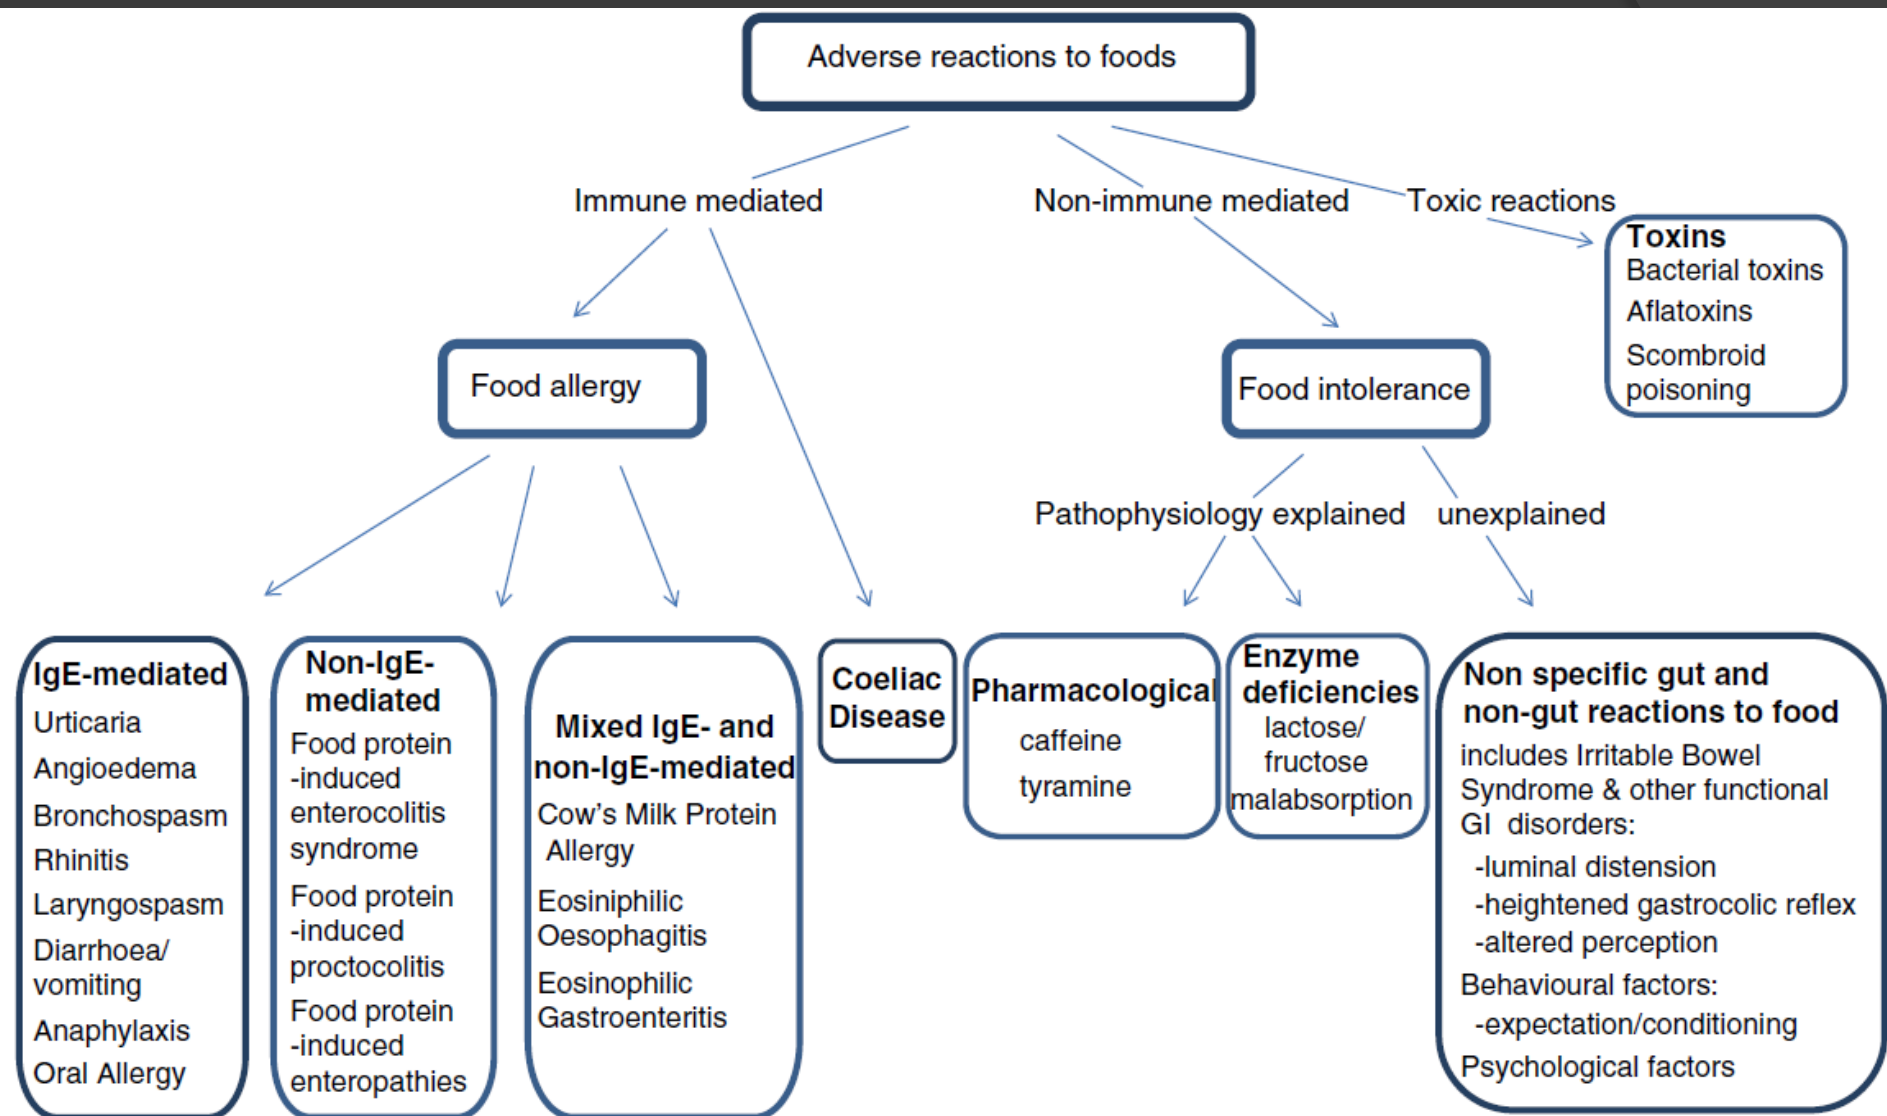 Adverse reactions to foods
Immune mediated
Non-immune mediated
Toxic reactions
Toxins
Bacterial toxins
Aflatoxins
Scombroid
poisoning
Food allergy
Food intolerance
Pathophysiology explained
unexplained
IgE-mediated
Urticaria
Angioedema
Bronchospasm
Rhinitis
Laryngospasm
Diarrhoea/
vomiting
Anaphylaxis
Oral Allergy
Non-IgE-
mediated
Food protein
-induced
enterocolitis
syndrome
Food protein
-induced
proctocolitis
Food protein
-induced
enteropathies
Mixed IgE- and
non-IgE-mediated
Cow's Milk Protein
Allergy
Eosiniphilic
Oesophagitis
Eosinophilic
Gastroenteritis
Coeliac
Disease
Pharmacological
caffeine
tyramine
Enzyme
deficiencies
lactose/
fructose
malabsorption
Non specific gut and
non-gut reactions to food
includes Irritable Bowel
Syndrome & other functional
GI disorders:
-luminal distension
-heightened gastrocolic reflex
-altered perception
Behavioural factors:
-expectation/conditioning
Psychological factors